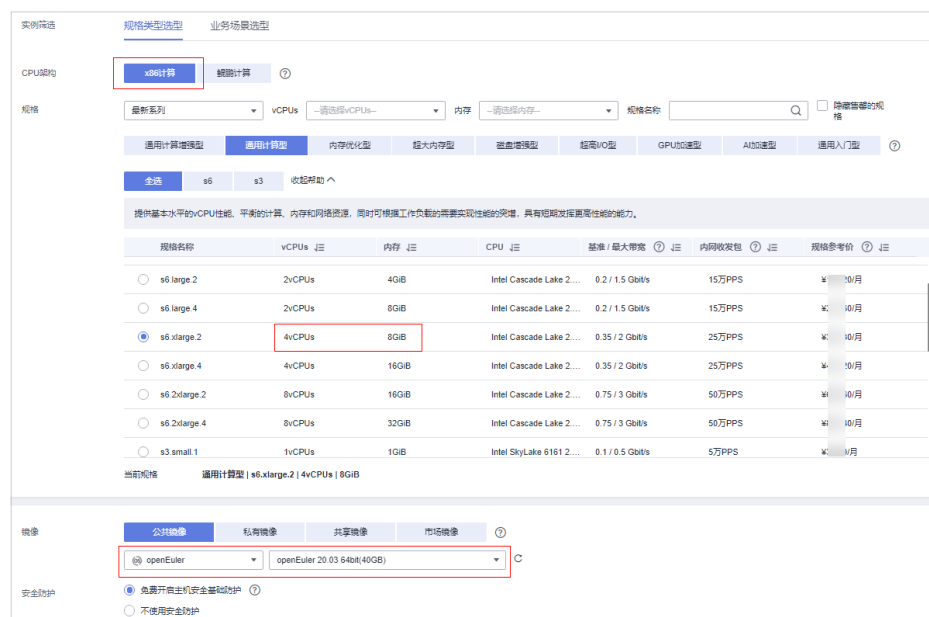 实例筛选 规格类型选型 业务场景选型
CPU架构 x86计算 鲲鹏计算
规格 最新系列 vCPUs --请选择vCPUs-- 内存 --请选择内存-- 规格名称 隐藏售罄的规格
通用计算增强型 通用计算型 内存优化型 超大内存型 磁盘增强型 超高I/O型 GPU加速型 AI加速型 通用入门型
全选 s6 s3 收起帮助
提供基本水平的vCPU性能、平衡的计算、内存和网络资源，同时可根据工作负载的需要实现性能的突增，具有短期发挥更高性能的能力。
规格名称 vCPUs 内存 CPU 基准 / 最大带宽 内网收发包 规格参考价
s6.large.2 2vCPUs 4GiB Intel Cascade Lake 2.... 0.2 / 1.5 Gbit/s 15万PPS ¥ 20/月
s6.large.4 2vCPUs 8GiB Intel Cascade Lake 2.... 0.2 / 1.5 Gbit/s 15万PPS ¥ 40/月
s6.xlarge.2 4vCPUs 8GiB Intel Cascade Lake 2.... 0.35 / 2 Gbit/s 25万PPS ¥ 40/月
s6.xlarge.4 4vCPUs 16GiB Intel Cascade Lake 2.... 0.35 / 2 Gbit/s 25万PPS ¥ 20/月
s6.2xlarge.2 8vCPUs 16GiB Intel Cascade Lake 2.... 0.75 / 3 Gbit/s 50万PPS ¥ 40/月
s6.2xlarge.4 8vCPUs 32GiB Intel Cascade Lake 2.... 0.75 / 3 Gbit/s 50万PPS ¥ 40/月
s3.small.1 1vCPUs 1GiB Intel SkyLake 6161 2.... 0.1 / 0.5 Gbit/s 5万PPS ¥ /月
当前规格 通用计算型 | s6.xlarge.2 | 4vCPUs | 8GiB
镜像 公共镜像 私有镜像 共享镜像 市场镜像
openEuler openEuler 20.03 64bit(40GB)
安全防护 免费开启主机安全基础防护
不使用安全防护